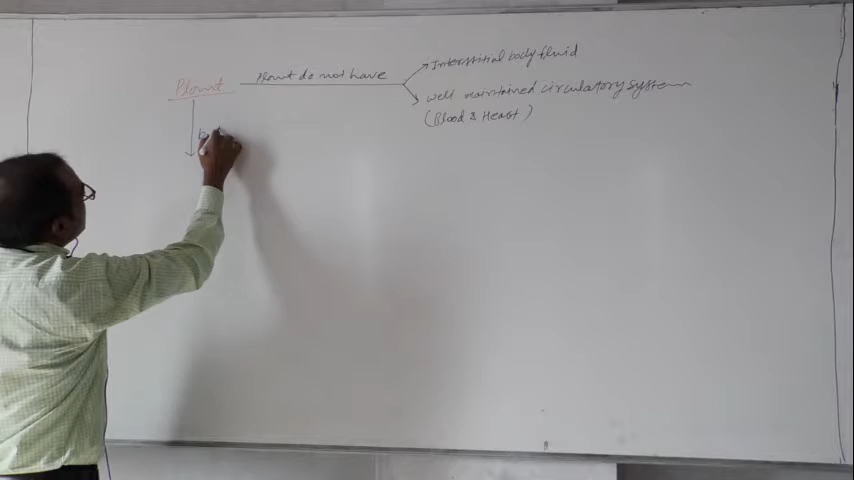 Plant
Plant do not have
Interstitial body fluid
well maintained circulatory system
(Blood & Heart)
b